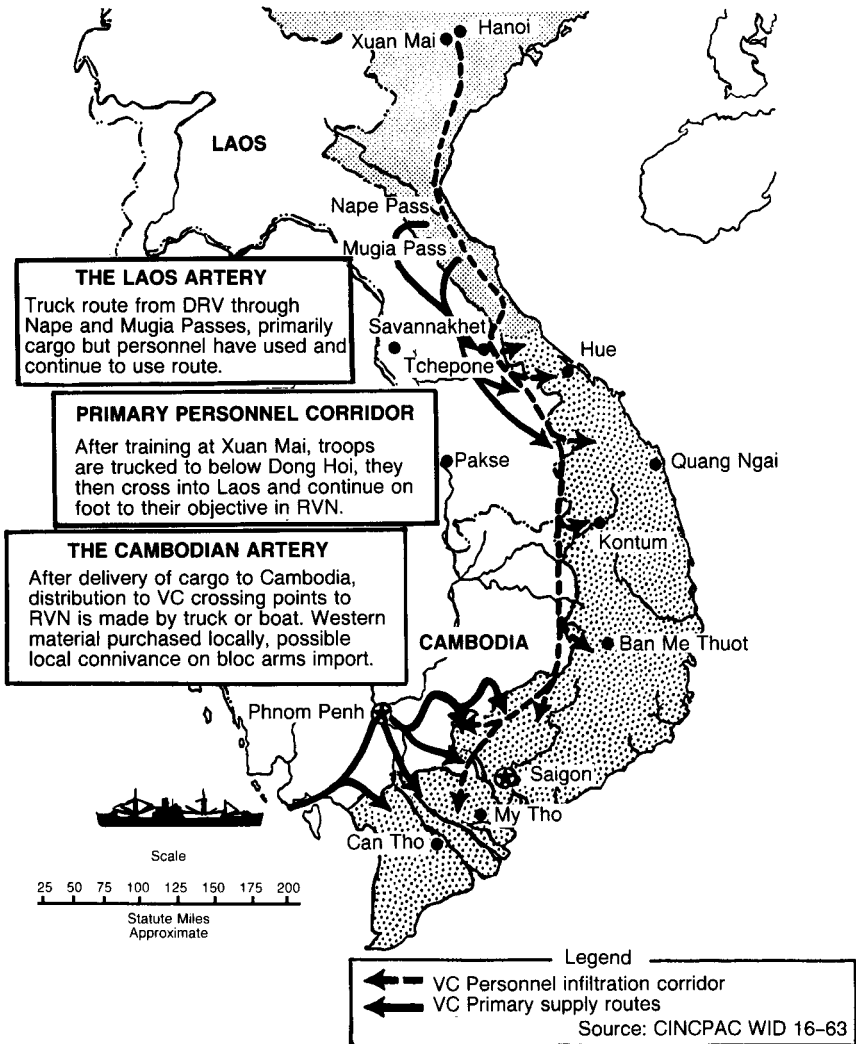 Xuan Mai
Hanoi
LAOS
Nape Pass
Mugia Pass
THE LAOS ARTERY
Truck route from DRV through
Nape and Mugia Passes, primarily
cargo but personnel have used and
continue to use route.
Savannakhet
Tchepone
Hue
PRIMARY PERSONNEL CORRIDOR
After training at Xuan Mai, troops
are trucked to below Dong Hoi, they
then cross into Laos and continue on
foot to their objective in RVN.
Pakse
Quang Ngai
Kontum
THE CAMBODIAN ARTERY
After delivery of cargo to Cambodia,
distribution to VC crossing points to
RVN is made by truck or boat. Western
material purchased locally, possible
local connivance on bloc arms import.
CAMBODIA
Ban Me Thuot
Phnom Penh
Saigon
My Tho
Can Tho
Scale
25 50 75 100 125 150 175 200
Statute Miles
Approximate
Legend
VC Personnel infiltration corridor
VC Primary supply routes
Source: CINCPAC WID 16–63